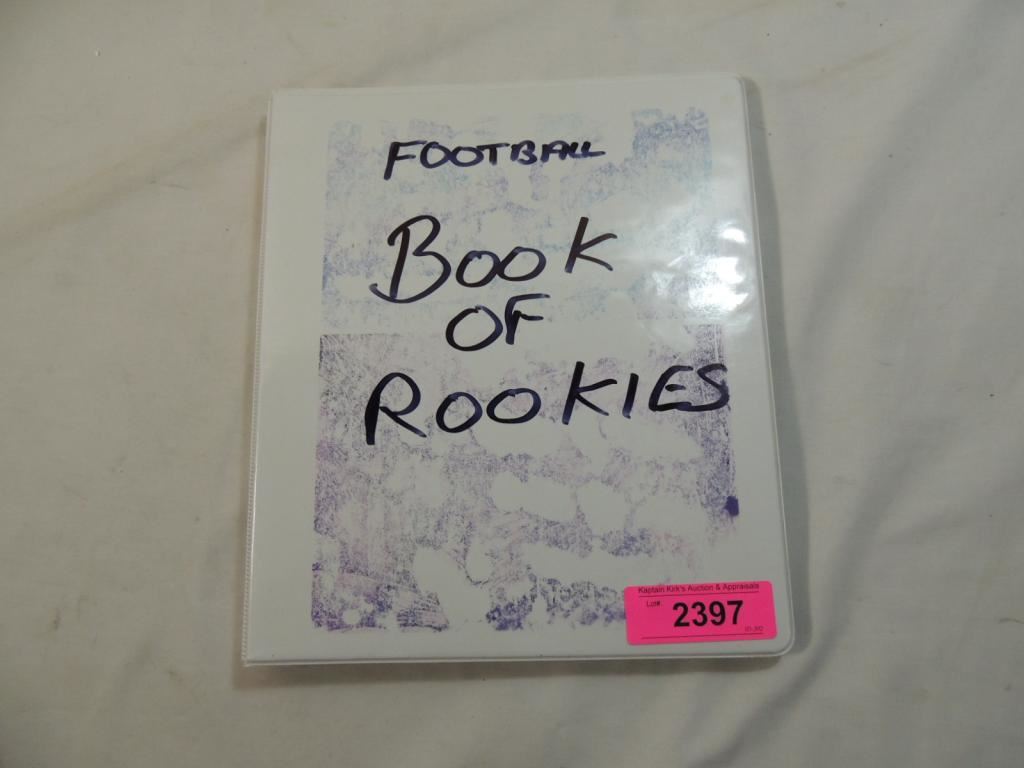 FOOTBALL
BOOK
OF
ROOKIES
Kaptain Kirk's Auction & Appraisals
Lot#:
2397